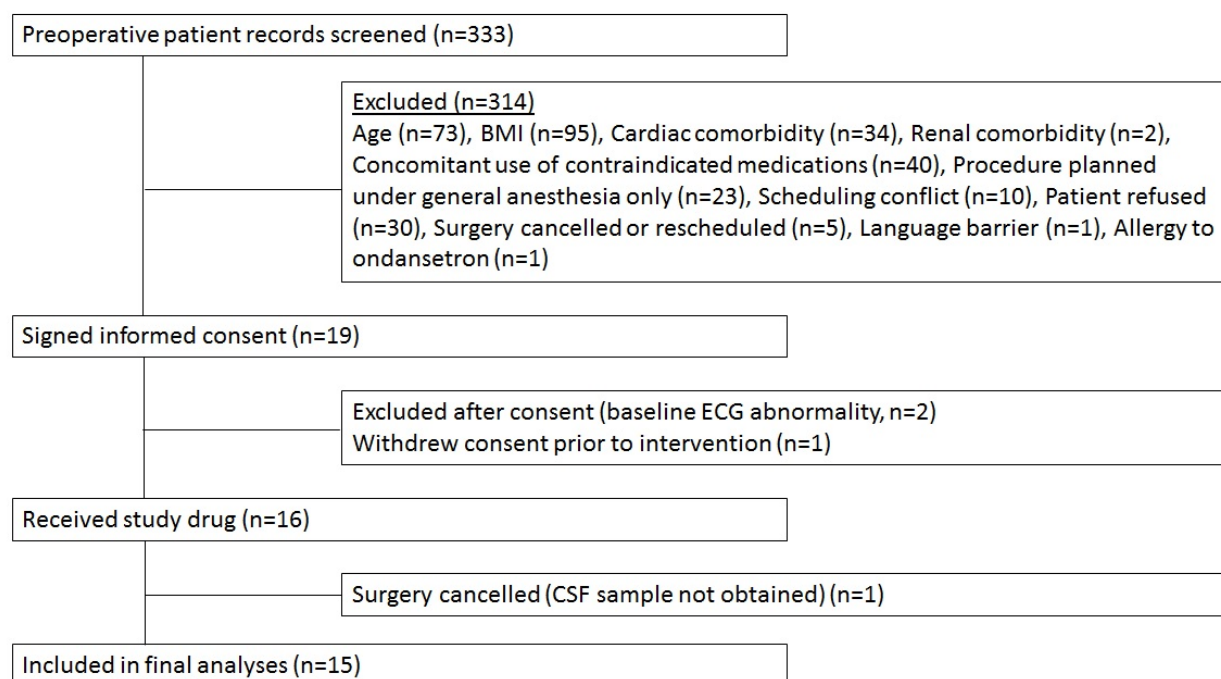 Preoperative patient records screened (n=333)
Excluded (n=314)
Age (n=73), BMI (n=95), Cardiac comorbidity (n=34), Renal comorbidity (n=2),
Concomitant use of contraindicated medications (n=40), Procedure planned
under general anesthesia only (n=23), Scheduling conflict (n=10), Patient refused
(n=30), Surgery cancelled or rescheduled (n=5), Language barrier (n=1), Allergy to
ondansetron (n=1)
Signed informed consent (n=19)
Excluded after consent (baseline ECG abnormality, n=2)
Withdrew consent prior to intervention (n=1)
Received study drug (n=16)
Surgery cancelled (CSF sample not obtained) (n=1)
Included in final analyses (n=15)